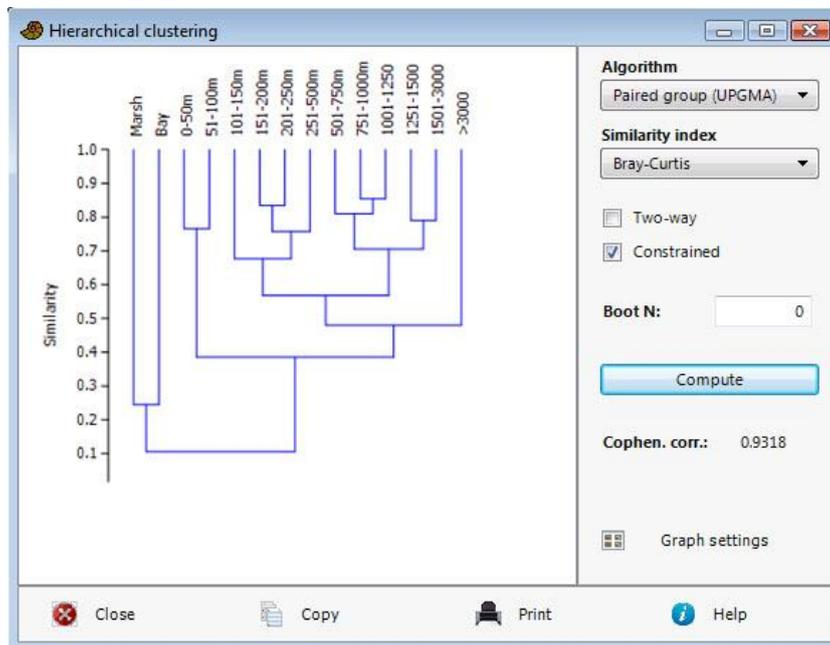 Hierarchical clustering
Marsh
Bay
0-50m
51-100m
101-150m
151-200m
201-250m
251-500m
501-750m
751-1000m
1001-1250
1251-1500
1501-3000
>3000
1.0
0.9
0.8
0.7
0.6
0.5
0.4
0.3
0.2
0.1
Similarity
Algorithm
Paired group (UPGMA)
Similarity index
Bray-Curtis
Two-way
Constrained
Boot N: 0
Compute
Cophen. corr.: 0.9318
Graph settings
Close Copy Print Help